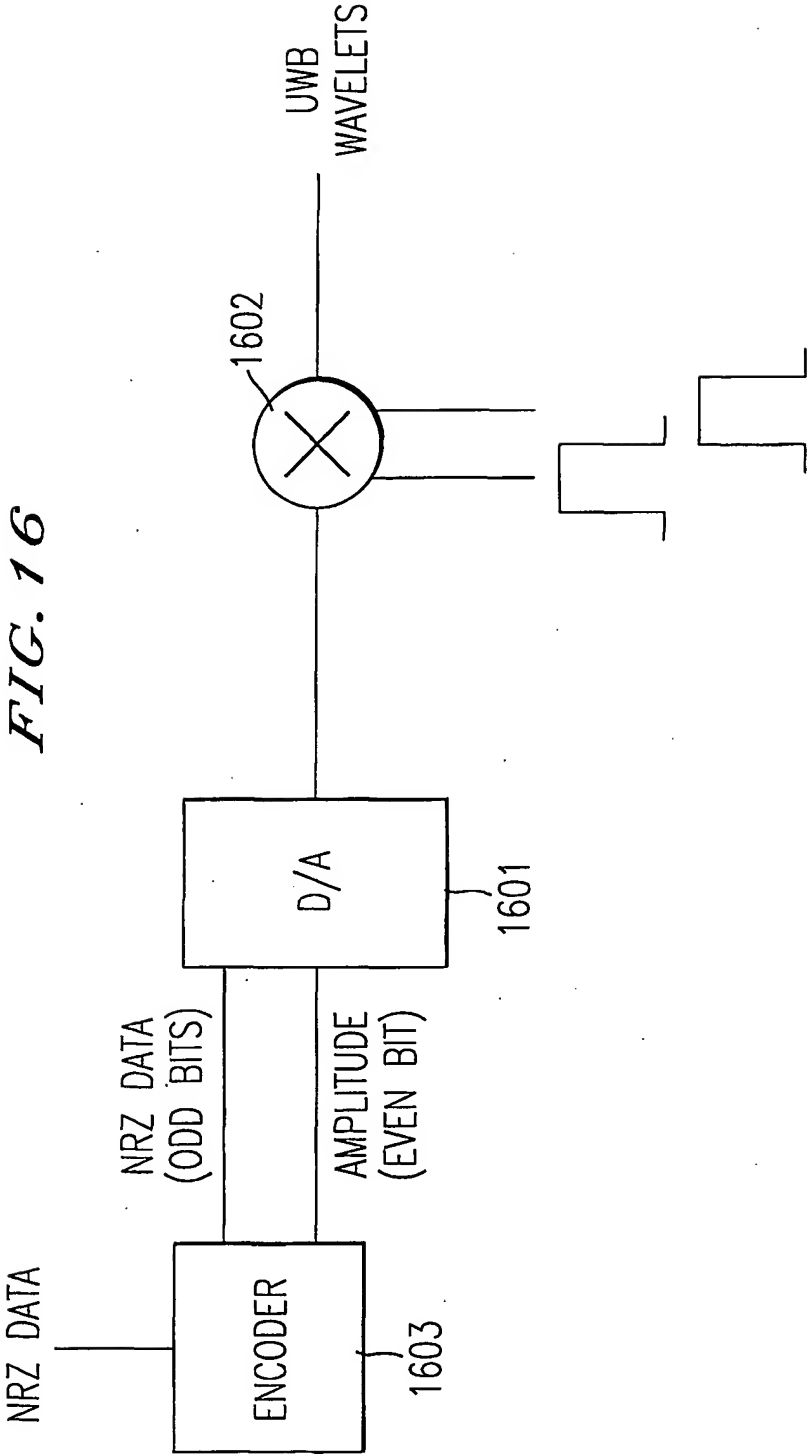 FIG. 16
NRZ DATA
ENCODER
1603
NRZ DATA
(ODD BITS)
AMPLITUDE
(EVEN BIT)
D/A
1601
1602
UWB
WAVELETS